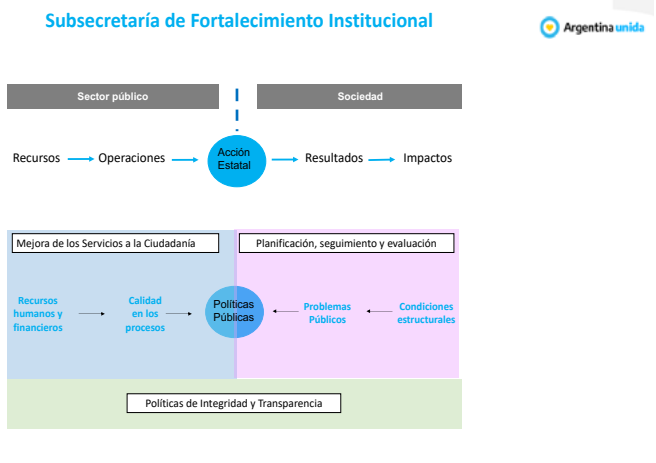 Subsecretaría de Fortalecimiento Institucional
Argentina unida
Sector público
Sociedad
Recursos
Operaciones
Acción
Estatal
Resultados
Impactos
Mejora de los Servicios a la Ciudadanía
Planificación, seguimiento y evaluación
Recursos
humanos y
financieros
Calidad
en los
procesos
Políticas
Públicas
Problemas
Públicos
Condiciones
estructurales
Políticas de Integridad y Transparencia